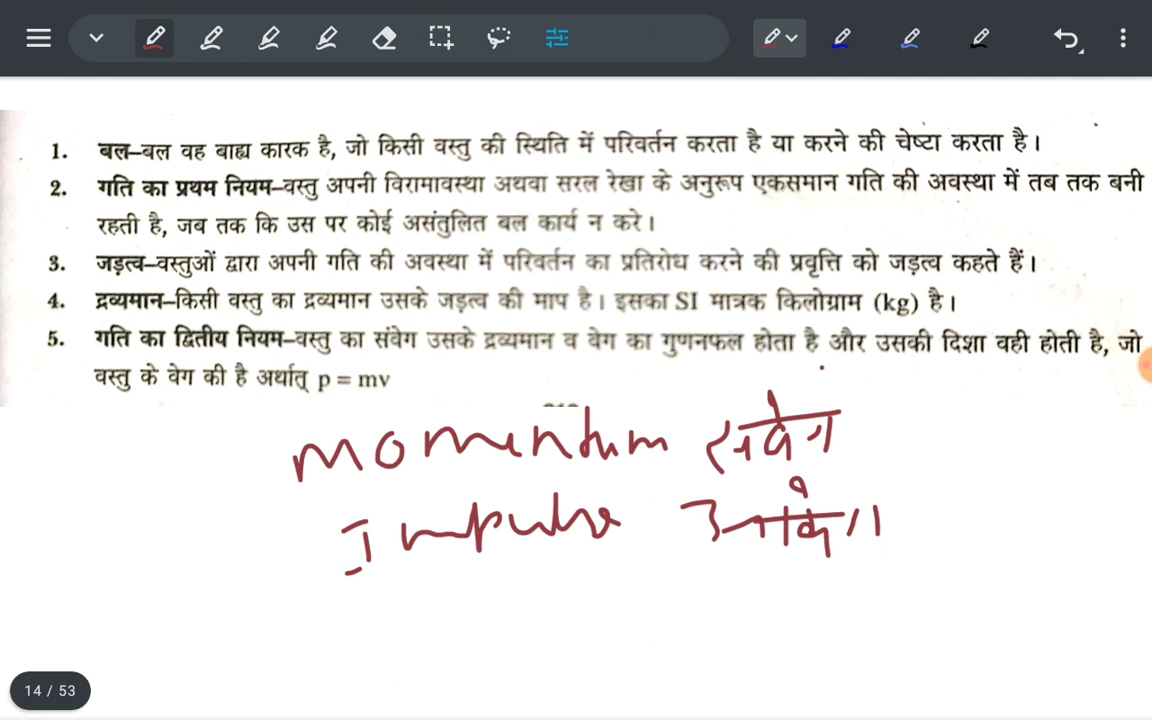 1. बल–बल वह बाह्य कारक है, जो किसी वस्तु की स्थिति में परिवर्तन करता है या करने की चेष्टा करता है।
2. गति का प्रथम नियम–वस्तु अपनी विरामावस्था अथवा सरल रेखा के अनुरूप एकसमान गति की अवस्था में तब तक बनी
रहती है, जब तक कि उस पर कोई असंतुलित बल कार्य न करे।
3. जड़त्व–वस्तुओं द्वारा अपनी गति की अवस्था में परिवर्तन का प्रतिरोध करने की प्रवृत्ति को जड़त्व कहते हैं।
4. द्रव्यमान–किसी वस्तु का द्रव्यमान उसके जड़त्व की माप है। इसका SI मात्रक किलोग्राम (kg) है।
5. गति का द्वितीय नियम–वस्तु का संवेग उसके द्रव्यमान व वेग का गुणनफल होता है और उसकी दिशा वही होती है, जो
वस्तु के वेग की है अर्थात् p = mv
Momentum संवेग
Impulse आवेग
14 / 53